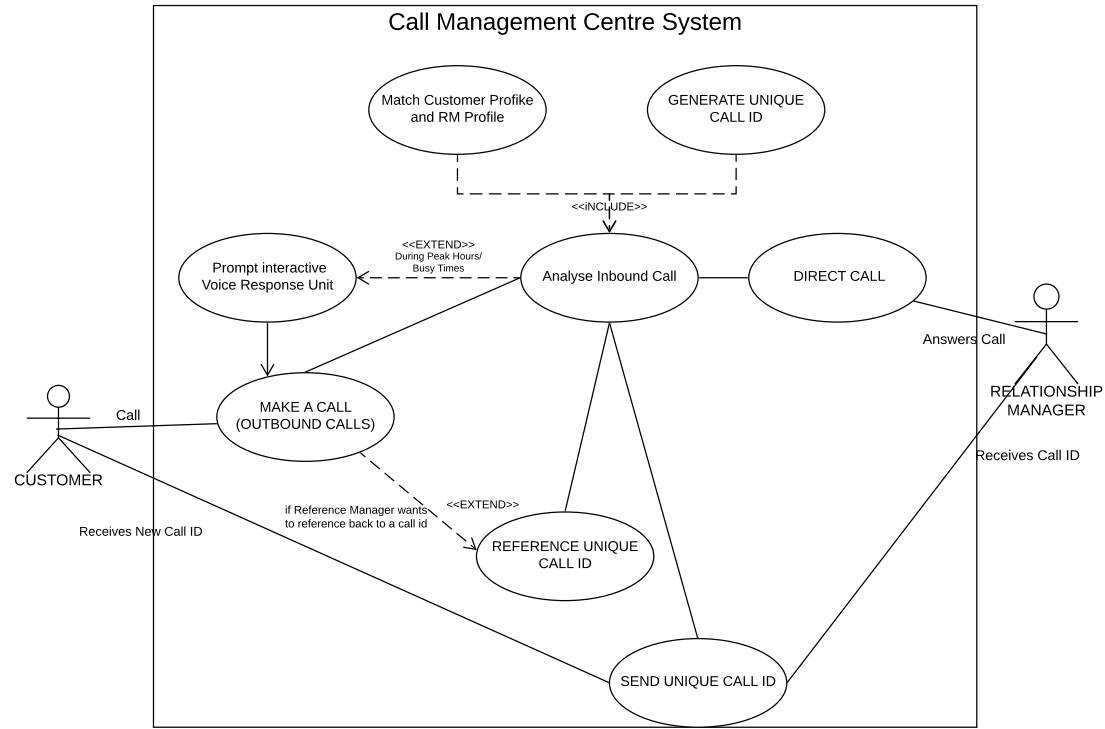 Call Management Centre System
Match Customer Profike
and RM Profile
GENERATE UNIQUE
CALL ID
<<iNCLUDE>>
<<EXTEND>>
During Peak Hours/
Busy Times
Prompt interactive
Voice Response Unit
Analyse Inbound Call
DIRECT CALL
Answers Call
RELATIONSHIP
MANAGER
Call
MAKE A CALL
(OUTBOUND CALLS)
CUSTOMER
Receives Call ID
<<EXTEND>>
if Reference Manager wants
to reference back to a call id
Receives New Call ID
REFERENCE UNIQUE
CALL ID
SEND UNIQUE CALL ID